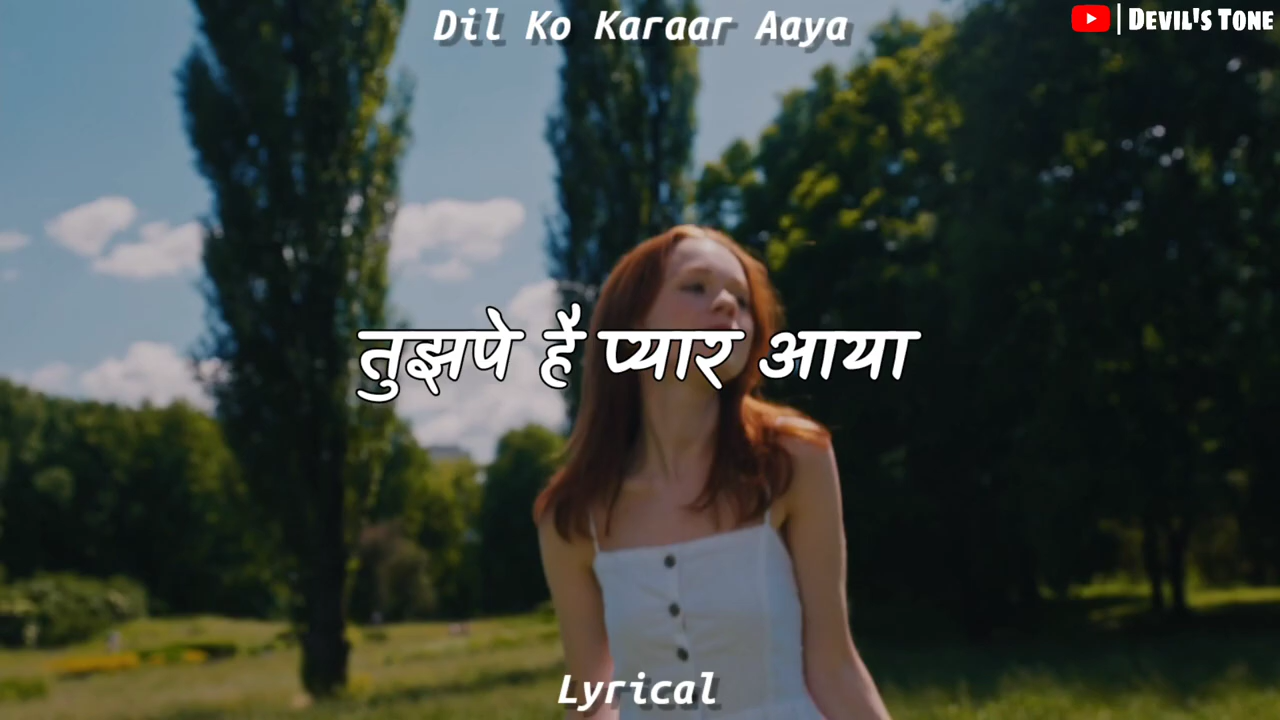 Dil Ko Karaar Aaya
| Devil's Tone
तुझपे है प्यार आया
Lyrical